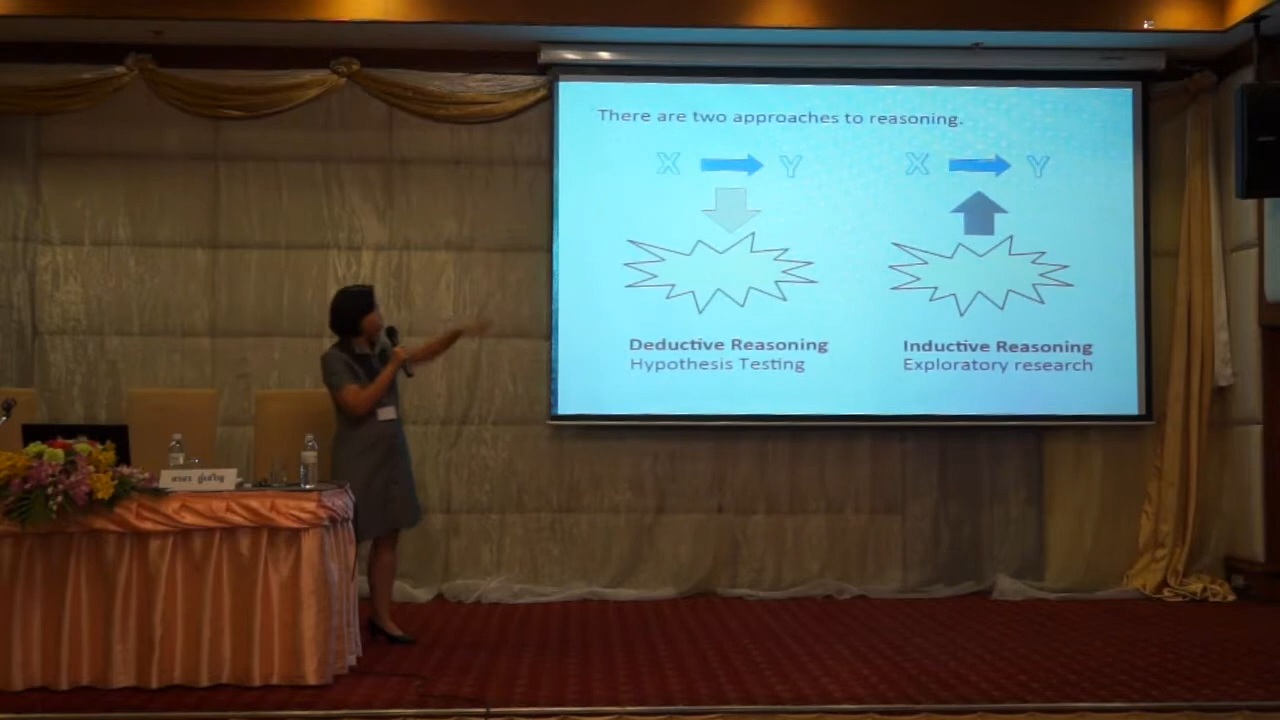 There are two approaches to reasoning.
X Y X Y
Deductive Reasoning
Hypothesis Testing
Inductive Reasoning
Exploratory research